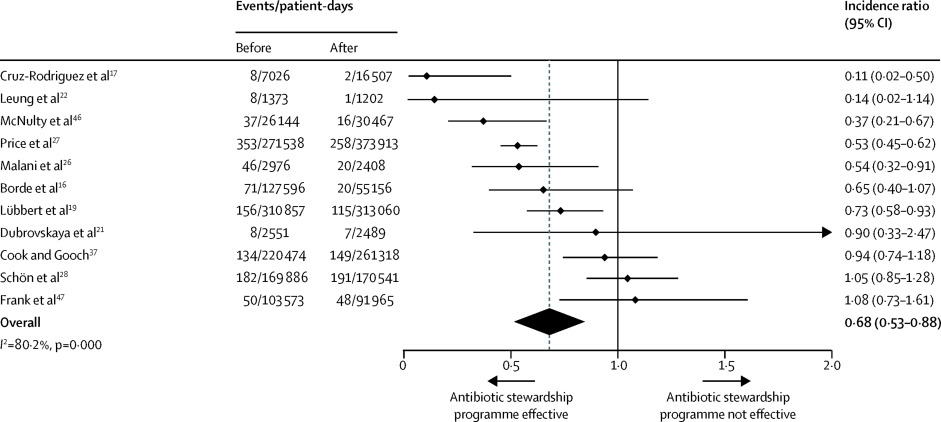 Events/patient-days Incidence ratio
(95% CI)
Before After
Cruz-Rodriguez et al¹⁷ 8/7026 2/16 507 0·11 (0·02–0·50)
Leung et al²² 8/1373 1/1202 0·14 (0·02–1·14)
McNulty et al⁴⁶ 37/26 144 16/30 467 0·37 (0·21–0·67)
Price et al²⁷ 353/271 538 258/373 913 0·53 (0·45–0·62)
Malani et al²⁶ 46/2976 20/2408 0·54 (0·32–0·91)
Borde et al¹⁶ 71/127 596 20/55 156 0·65 (0·40–1·07)
Lübbert et al¹⁹ 156/310 857 115/313 060 0·73 (0·58–0·93)
Dubrovskaya et al²¹ 8/2551 7/2489 0·90 (0·33–2·47)
Cook and Gooch³⁷ 134/220 474 149/261 318 0·94 (0·74–1·18)
Schön et al²⁸ 182/169 886 191/170 541 1·05 (0·85–1·28)
Frank et al⁴⁷ 50/103 573 48/91 965 1·08 (0·73–1·61)
Overall 0·68 (0·53–0·88)
I²=80·2%, p=0·000
0 0·5 1·0 1·5 2·0
Antibiotic stewardship
programme effective
Antibiotic stewardship
programme not effective